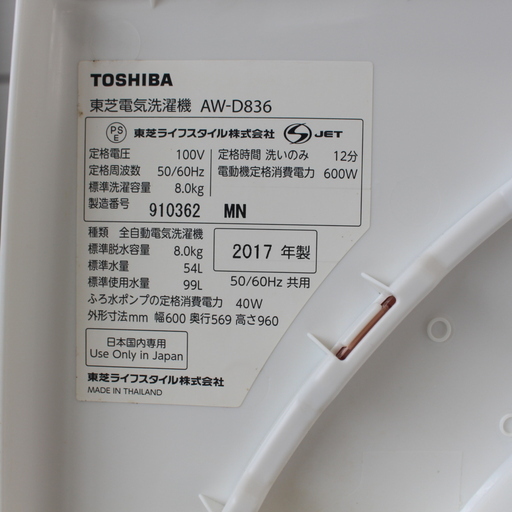 TOSHIBA
東芝電気洗濯機 AW-D836
PS E 東芝ライフスタイル株式会社 S JET
定格電圧 100V 定格時間 洗いのみ 12分
定格周波数 50/60Hz 電動機定格消費電力 600W
標準洗濯容量 8.0kg
製造番号 910362 MN
種類 全自動電気洗濯機
標準脱水容量 8.0kg 2017 年製
標準水量 54L
標準使用水量 99L 50/60Hz 共用
ふろ水ポンプの定格消費電力 40W
外形寸法mm 幅600 奥行569 高さ960
日本国内専用
Use Only in Japan
東芝ライフスタイル株式会社
MADE IN THAILAND